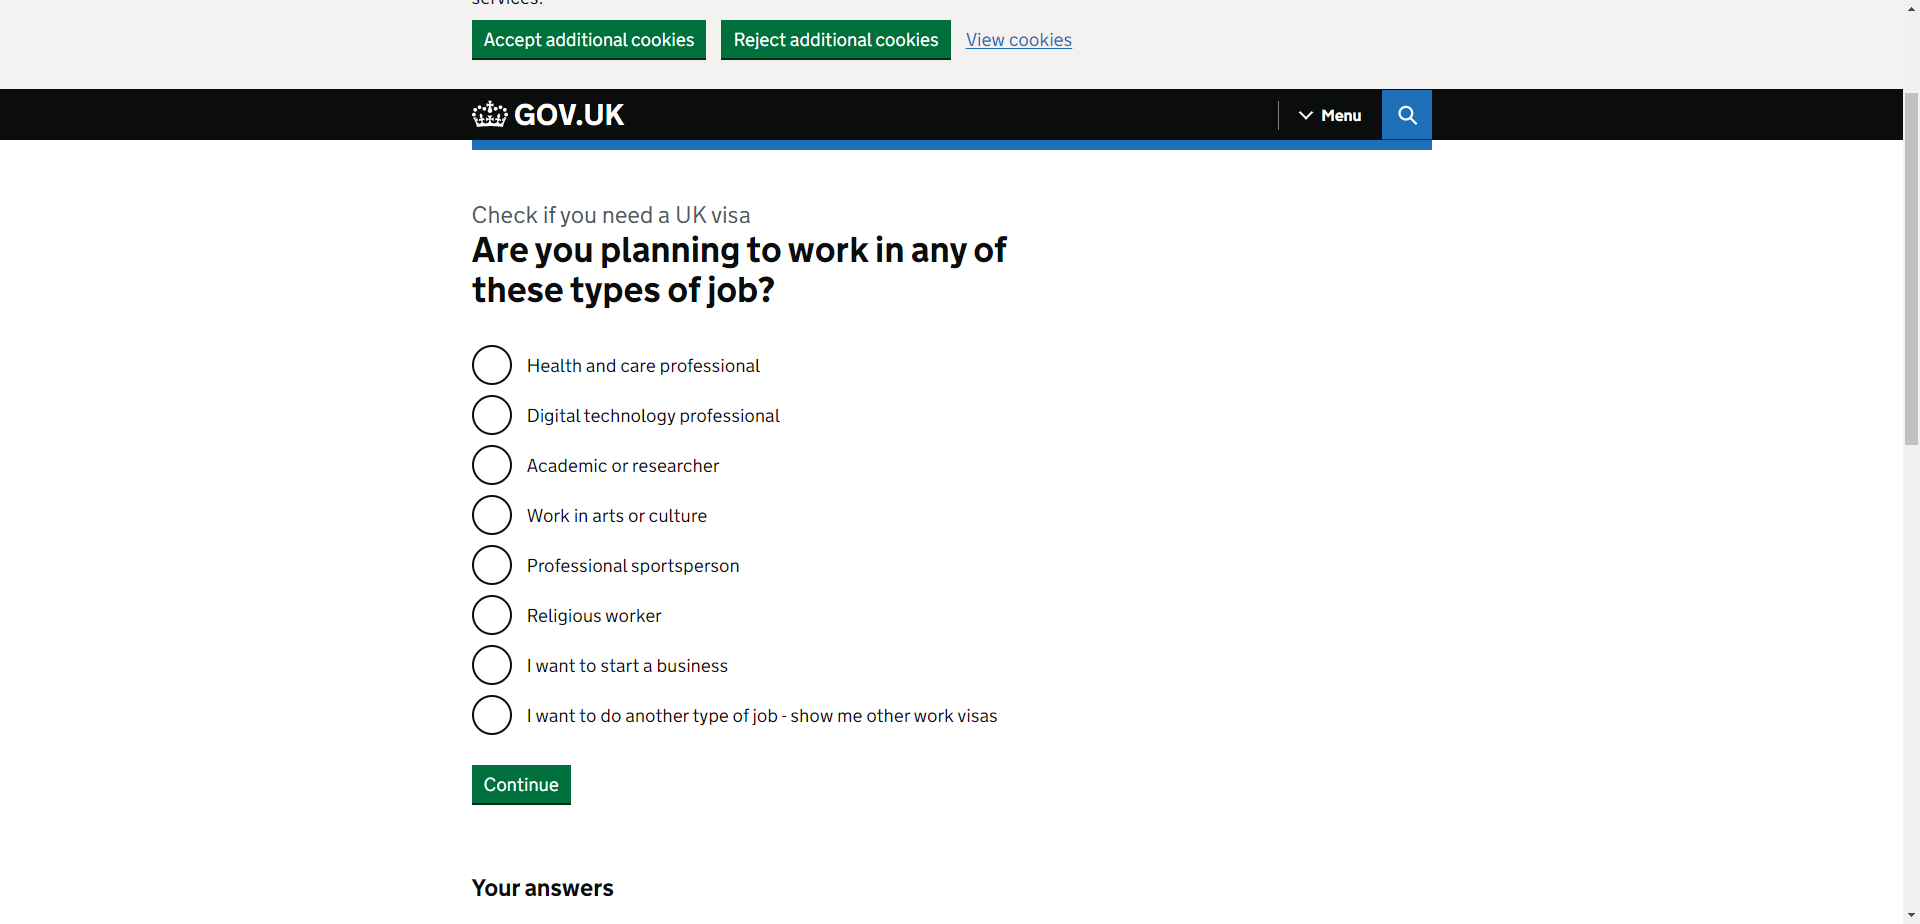 services.
Accept additional cookies Reject additional cookies View cookies
GOV.UK Menu
Check if you need a UK visa
Are you planning to work in any of
these types of job?
Health and care professional
Digital technology professional
Academic or researcher
Work in arts or culture
Professional sportsperson
Religious worker
I want to start a business
I want to do another type of job - show me other work visas
Continue
Your answers